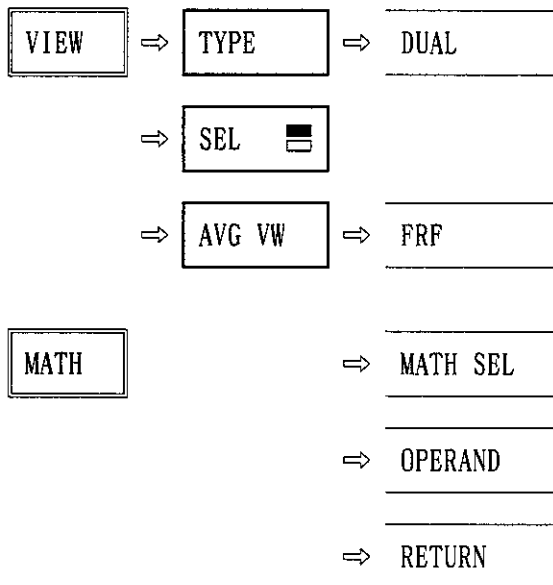 VIEW ⇨ TYPE ⇨ DUAL
⇨ SEL
⇨ AVG VW ⇨ FRF
MATH ⇨ MATH SEL
⇨ OPERAND
⇨ RETURN